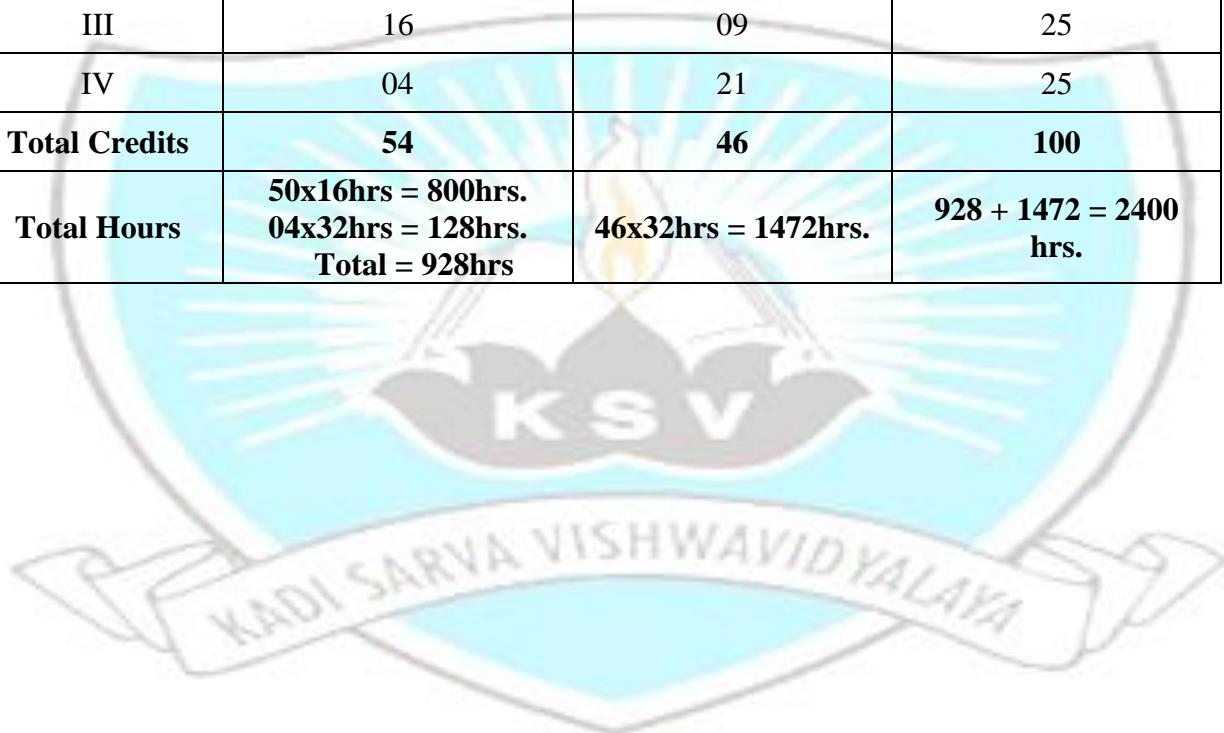 III 16 09 25
IV 04 21 25
Total Credits 54 46 100
Total Hours
50x16hrs = 800hrs.
04x32hrs = 128hrs.
Total = 928hrs
46x32hrs = 1472hrs.
928 + 1472 = 2400
hrs.
KSV
KADI SARVA VISHWAVIDYALAYA